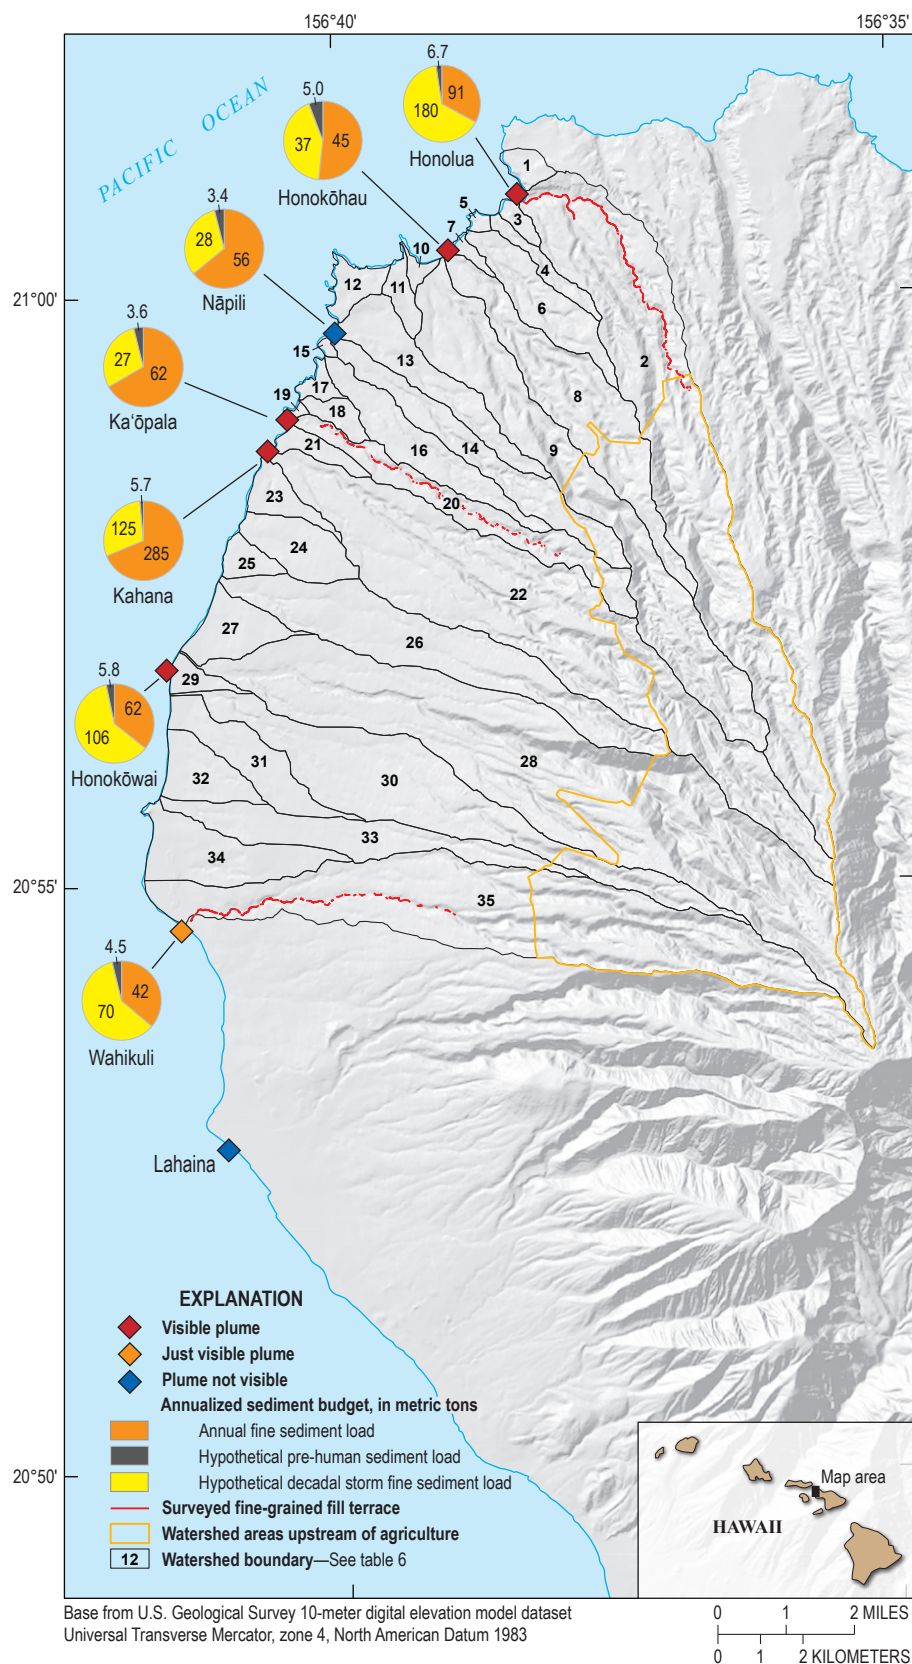 156°40'
156°35'
PACIFIC OCEAN
6.7
91
180
Honolua
5.0
45
37
Honokōhau
3.4
28
56
Nāpili
21°00'
3.6
27
62
Ka‘ōpala
5.7
125
285
Kahana
5.8
62
106
Honokōwai
20°55'
4.5
42
70
Wahikuli
Lahaina
20°50'
1
2
3
4
5
6
7
8
9
10
11
12
13
14
15
16
17
18
19
20
21
22
23
24
25
26
27
28
29
30
31
32
33
34
35
EXPLANATION
Visible plume
Just visible plume
Plume not visible
Annualized sediment budget, in metric tons
Annual fine sediment load
Hypothetical pre-human sediment load
Hypothetical decadal storm fine sediment load
Surveyed fine-grained fill terrace
Watershed areas upstream of agriculture
12 Watershed boundary—See table 6
Map area
HAWAII
Base from U.S. Geological Survey 10-meter digital elevation model dataset
Universal Transverse Mercator, zone 4, North American Datum 1983
0 1 2 MILES
0 1 2 KILOMETERS